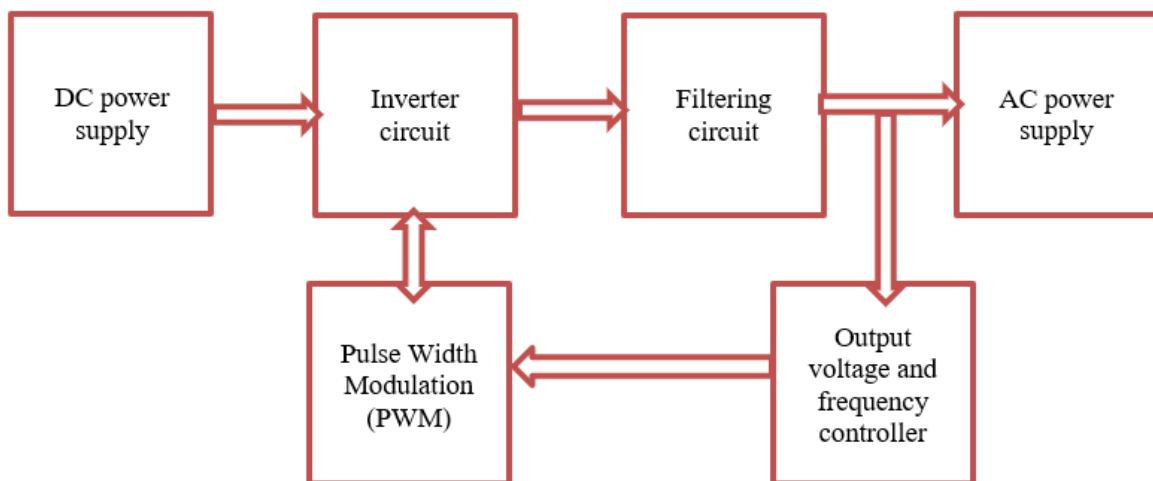 DC power
supply
Inverter
circuit
Filtering
circuit
AC power
supply
Pulse Width
Modulation
(PWM)
Output
voltage and
frequency
controller